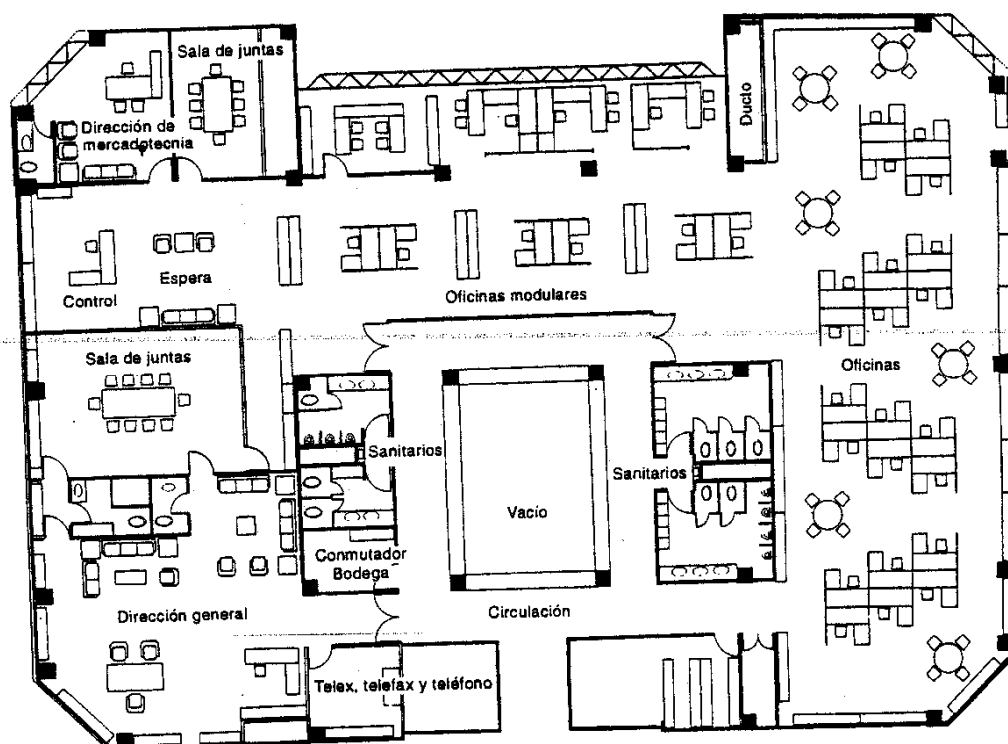 Sala de juntas
Dirección de
mercadotecnia
Ducto
Espera
Control
Oficinas modulares
Sala de juntas
Oficinas
Sanitarios
Sanitarios
Vacío
Conmutador
Bodega
Dirección general
Circulación
Telex, telefax y teléfono